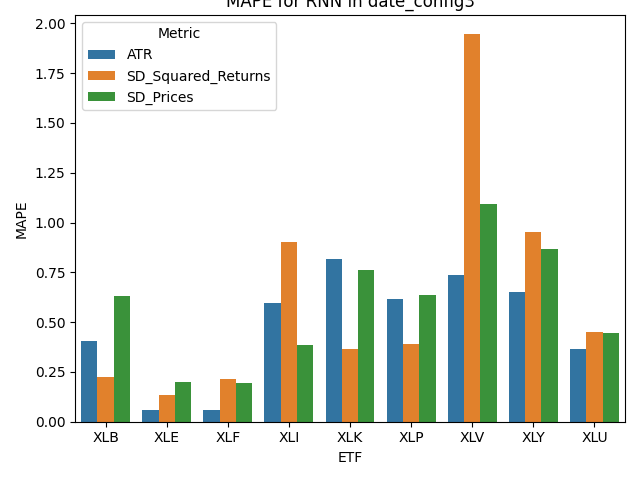 MAPE for RNN in date_config3
Metric
ATR
SD_Squared_Returns
SD_Prices
2.00
1.75
1.50
1.25
1.00
0.75
0.50
0.25
0.00
MAPE
XLB XLE XLF XLI XLK XLP XLV XLY XLU
ETF